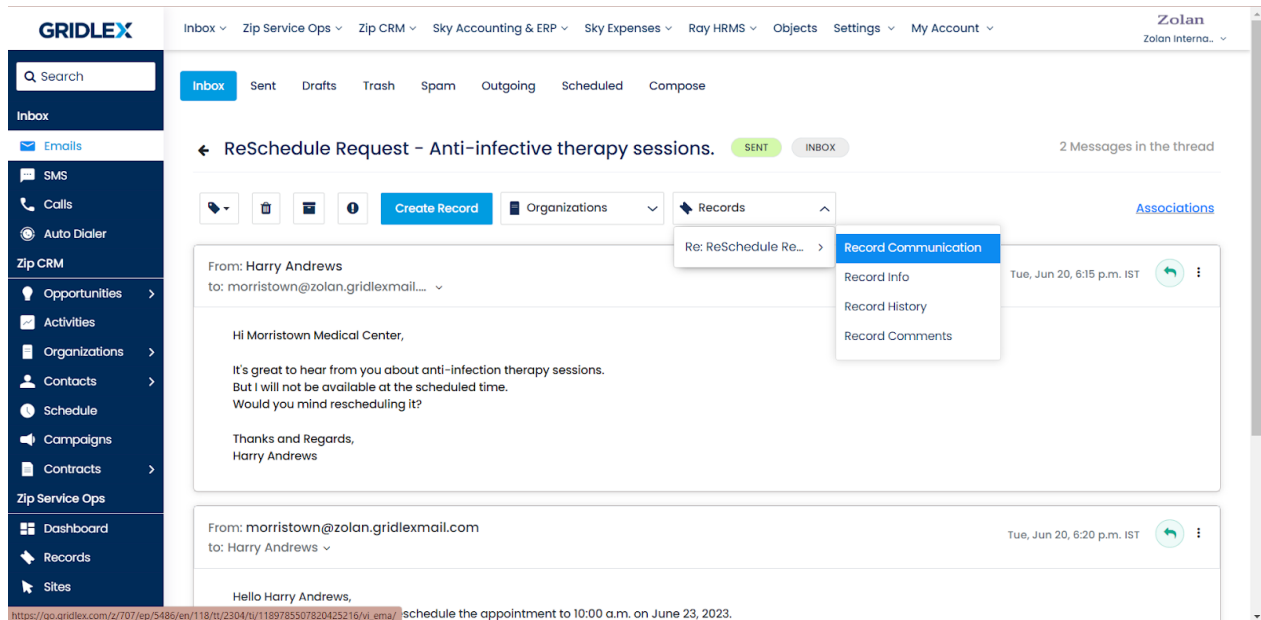 GRIDLEX
Inbox Zip Service Ops Zip CRM Sky Accounting & ERP Sky Expenses Ray HRMS Objects Settings My Account
Zolan
Zolan Interna..
Search
Inbox
Emails
SMS
Calls
Auto Dialer
Zip CRM
Opportunities
Activities
Organizations
Contacts
Schedule
Campaigns
Contracts
Zip Service Ops
Dashboard
Records
Sites
Inbox Sent Drafts Trash Spam Outgoing Scheduled Compose
ReSchedule Request - Anti-infective therapy sessions. SENT INBOX
2 Messages in the thread
Create Record Organizations Records
Associations
Re: ReSchedule Re...
Record Communication
Record Info
Record History
Record Comments
From: Harry Andrews
to: morristown@zolan.gridlexmail....
Tue, Jun 20, 6:15 p.m. IST
Hi Morristown Medical Center,
It's great to hear from you about anti-infection therapy sessions.
But I will not be available at the scheduled time.
Would you mind rescheduling it?
Thanks and Regards,
Harry Andrews
From: morristown@zolan.gridlexmail.com
to: Harry Andrews
Tue, Jun 20, 6:20 p.m. IST
Hello Harry Andrews,
schedule the appointment to 10:00 a.m. on June 23, 2023.
https://go.gridlex.com/z/707/ep/5486/en/118/tt/2304/ti/1189785507820425216/vi_ema/